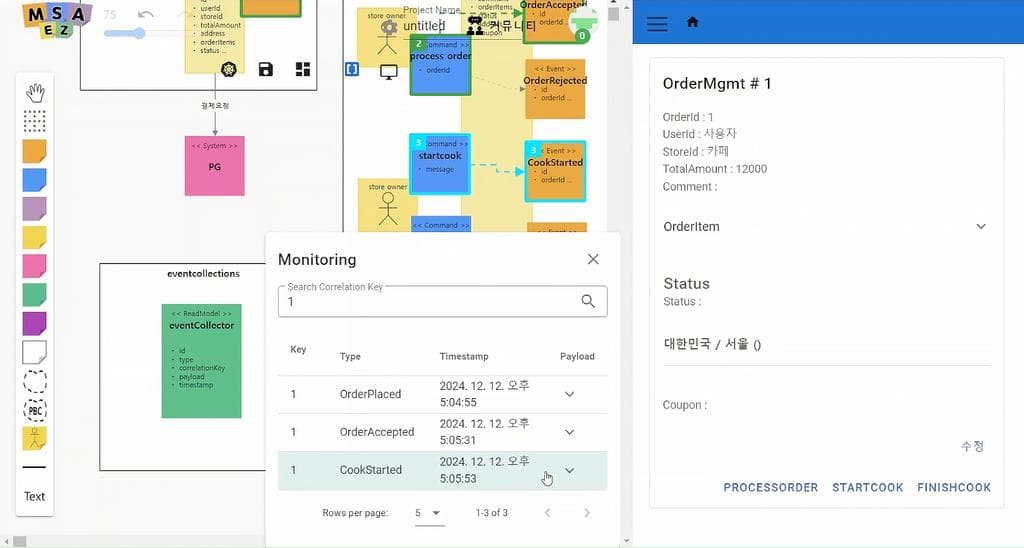 MSA
EZ
75
userId
storeId
totalAmount
address
orderItems
status ...
결제요청
<< System >>
PG
store owner
Project Name
untitled
커뮤니티
0
OrderAccepted
id
orderId
2
Command >>
process order
orderId
<< Event >>
OrderRejected
id
orderId ...
3
Command >>
startcook
message
3
< Event >>
CookStarted
id
orderId ...
store owner
<< Command >>
eventcollections
<< ReadModel >>
eventCollector
id
type
correlationKey
payload
timestamp
PBC
Text
Monitoring
Search Correlation Key
1
Key Type Timestamp Payload
1 OrderPlaced 2024. 12. 12. 오후 5:04:55
1 OrderAccepted 2024. 12. 12. 오후 5:05:31
1 CookStarted 2024. 12. 12. 오후 5:05:53
Rows per page: 5 1-3 of 3
OrderMgmt # 1
OrderId : 1
UserId : 사용자
StoreId : 카페
TotalAmount : 12000
Comment :
OrderItem
Status
Status :
대한민국 / 서울 ()
Coupon :
수정
PROCESSORDER STARTCOOK FINISHCOOK